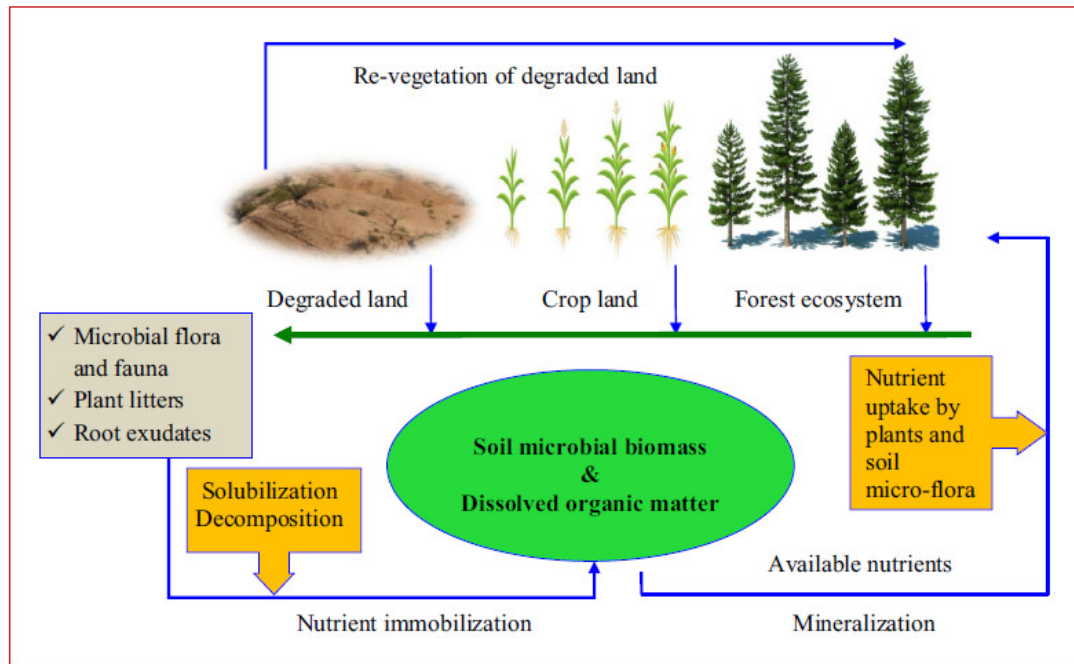 Re-vegetation of degraded land
Degraded land
Crop land
Forest ecosystem
✓ Microbial flora
and fauna
✓ Plant litters
✓ Root exudates
Nutrient
uptake by
plants and
soil
micro-flora
Soil microbial biomass
&
Dissolved organic matter
Solubilization
Decomposition
Available nutrients
Nutrient immobilization
Mineralization